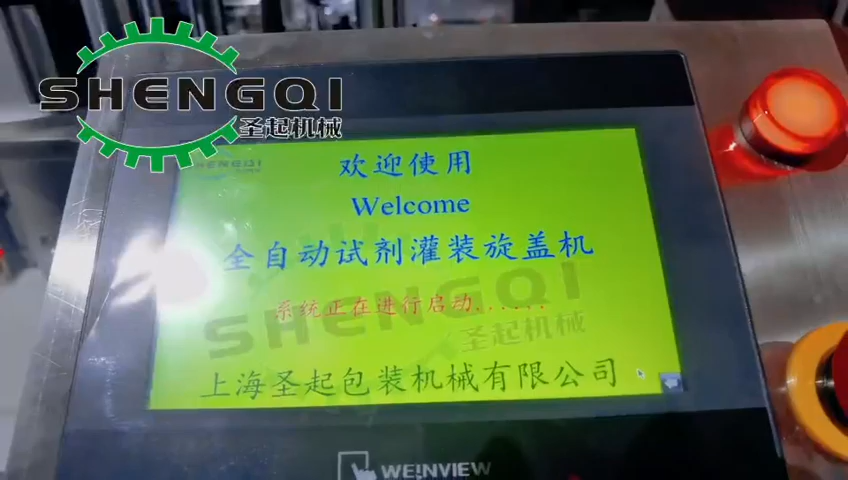 SHENGQI
圣起机械
SHENGQI
欢迎使用
Welcome
全自动试剂灌装旋盖机
系统正在进行启动.......
SHENGQI
圣起机械
上海圣起包装机械有限公司
WEINVIEW